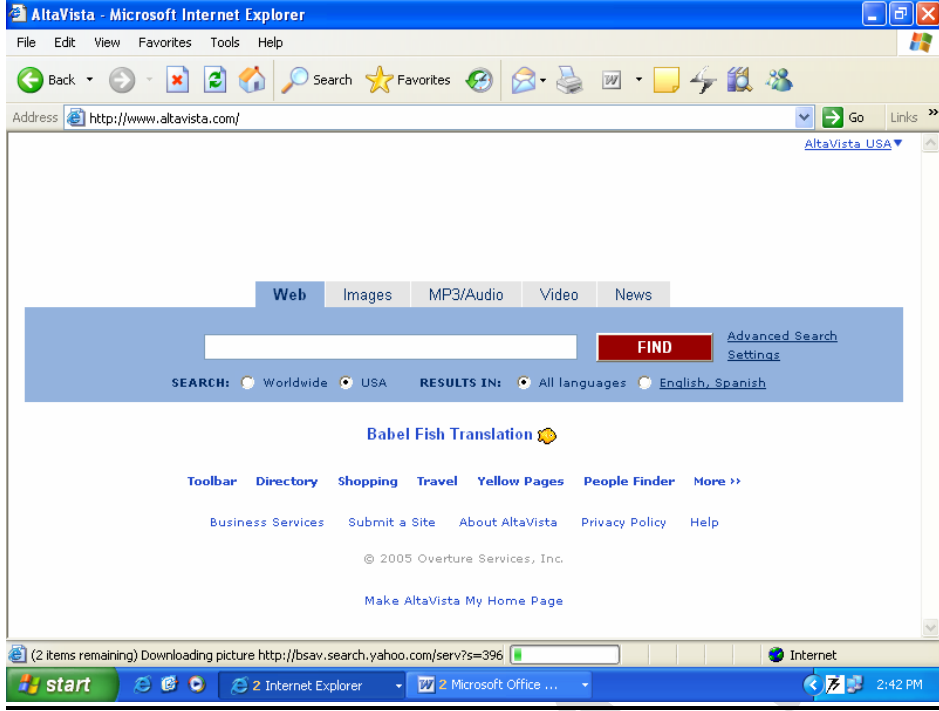 AltaVista - Microsoft Internet Explorer
File Edit View Favorites Tools Help
Back Search Favorites
Address http://www.altavista.com/ Go Links »
AltaVista USA▼
Web Images MP3/Audio Video News
FIND Advanced Search
Settings
SEARCH: Worldwide USA RESULTS IN: All languages English, Spanish
Babel Fish Translation
Toolbar Directory Shopping Travel Yellow Pages People Finder More ››
Business Services Submit a Site About AltaVista Privacy Policy Help
© 2005 Overture Services, Inc.
Make AltaVista My Home Page
(2 items remaining) Downloading picture http://bsav.search.yahoo.com/serv?s=396 Internet
start 2 Internet Explorer 2 Microsoft Office ... 2:42 PM